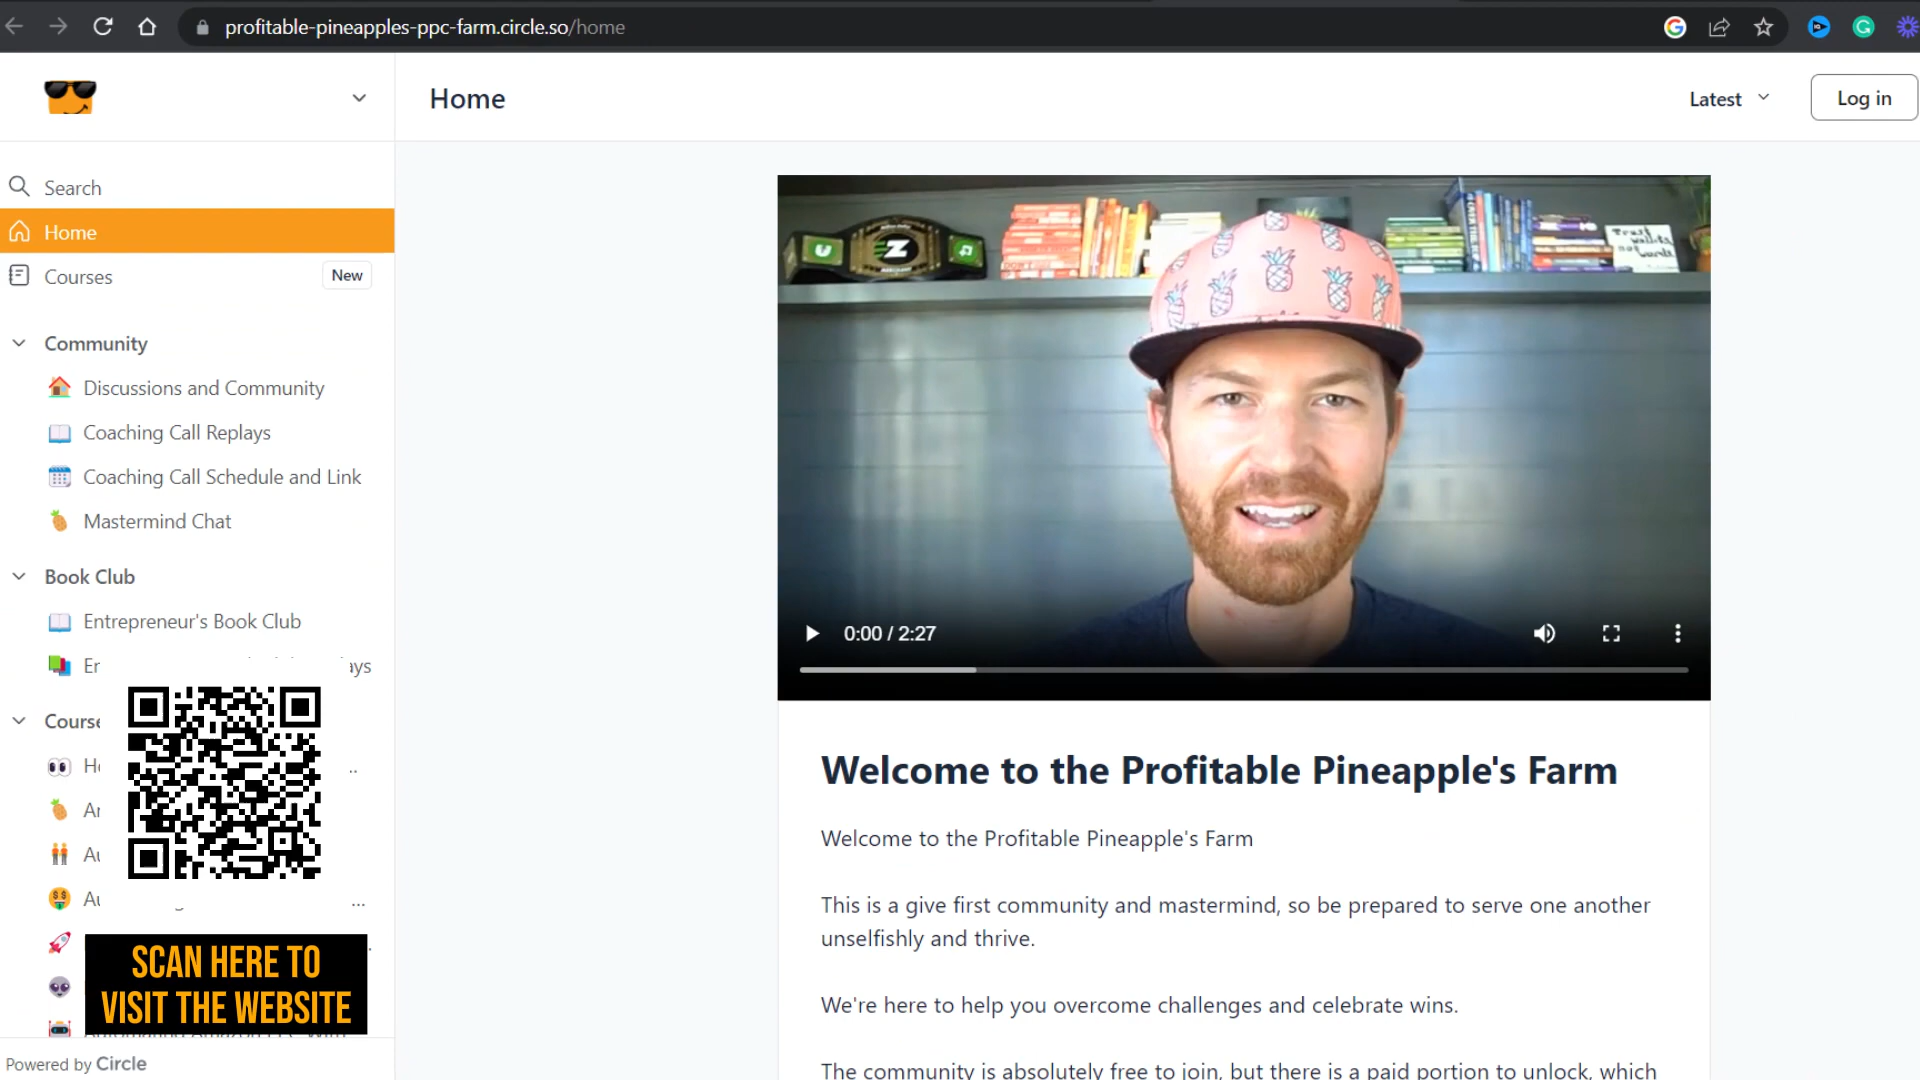 profitable-pineapples-ppc-farm.circle.so/home
Home
Latest
Log in
Search
Home
Courses
New
Community
Discussions and Community
Coaching Call Replays
Coaching Call Schedule and Link
Mastermind Chat
Book Club
Entrepreneur's Book Club
SCAN HERE TO
VISIT THE WEBSITE
Powered by Circle
Trust
wallets
not
words.
0:00 / 2:27
Welcome to the Profitable Pineapple's Farm
Welcome to the Profitable Pineapple's Farm
This is a give first community and mastermind, so be prepared to serve one another
unselfishly and thrive.
We're here to help you overcome challenges and celebrate wins.
The community is absolutely free to join, but there is a paid portion to unlock, which